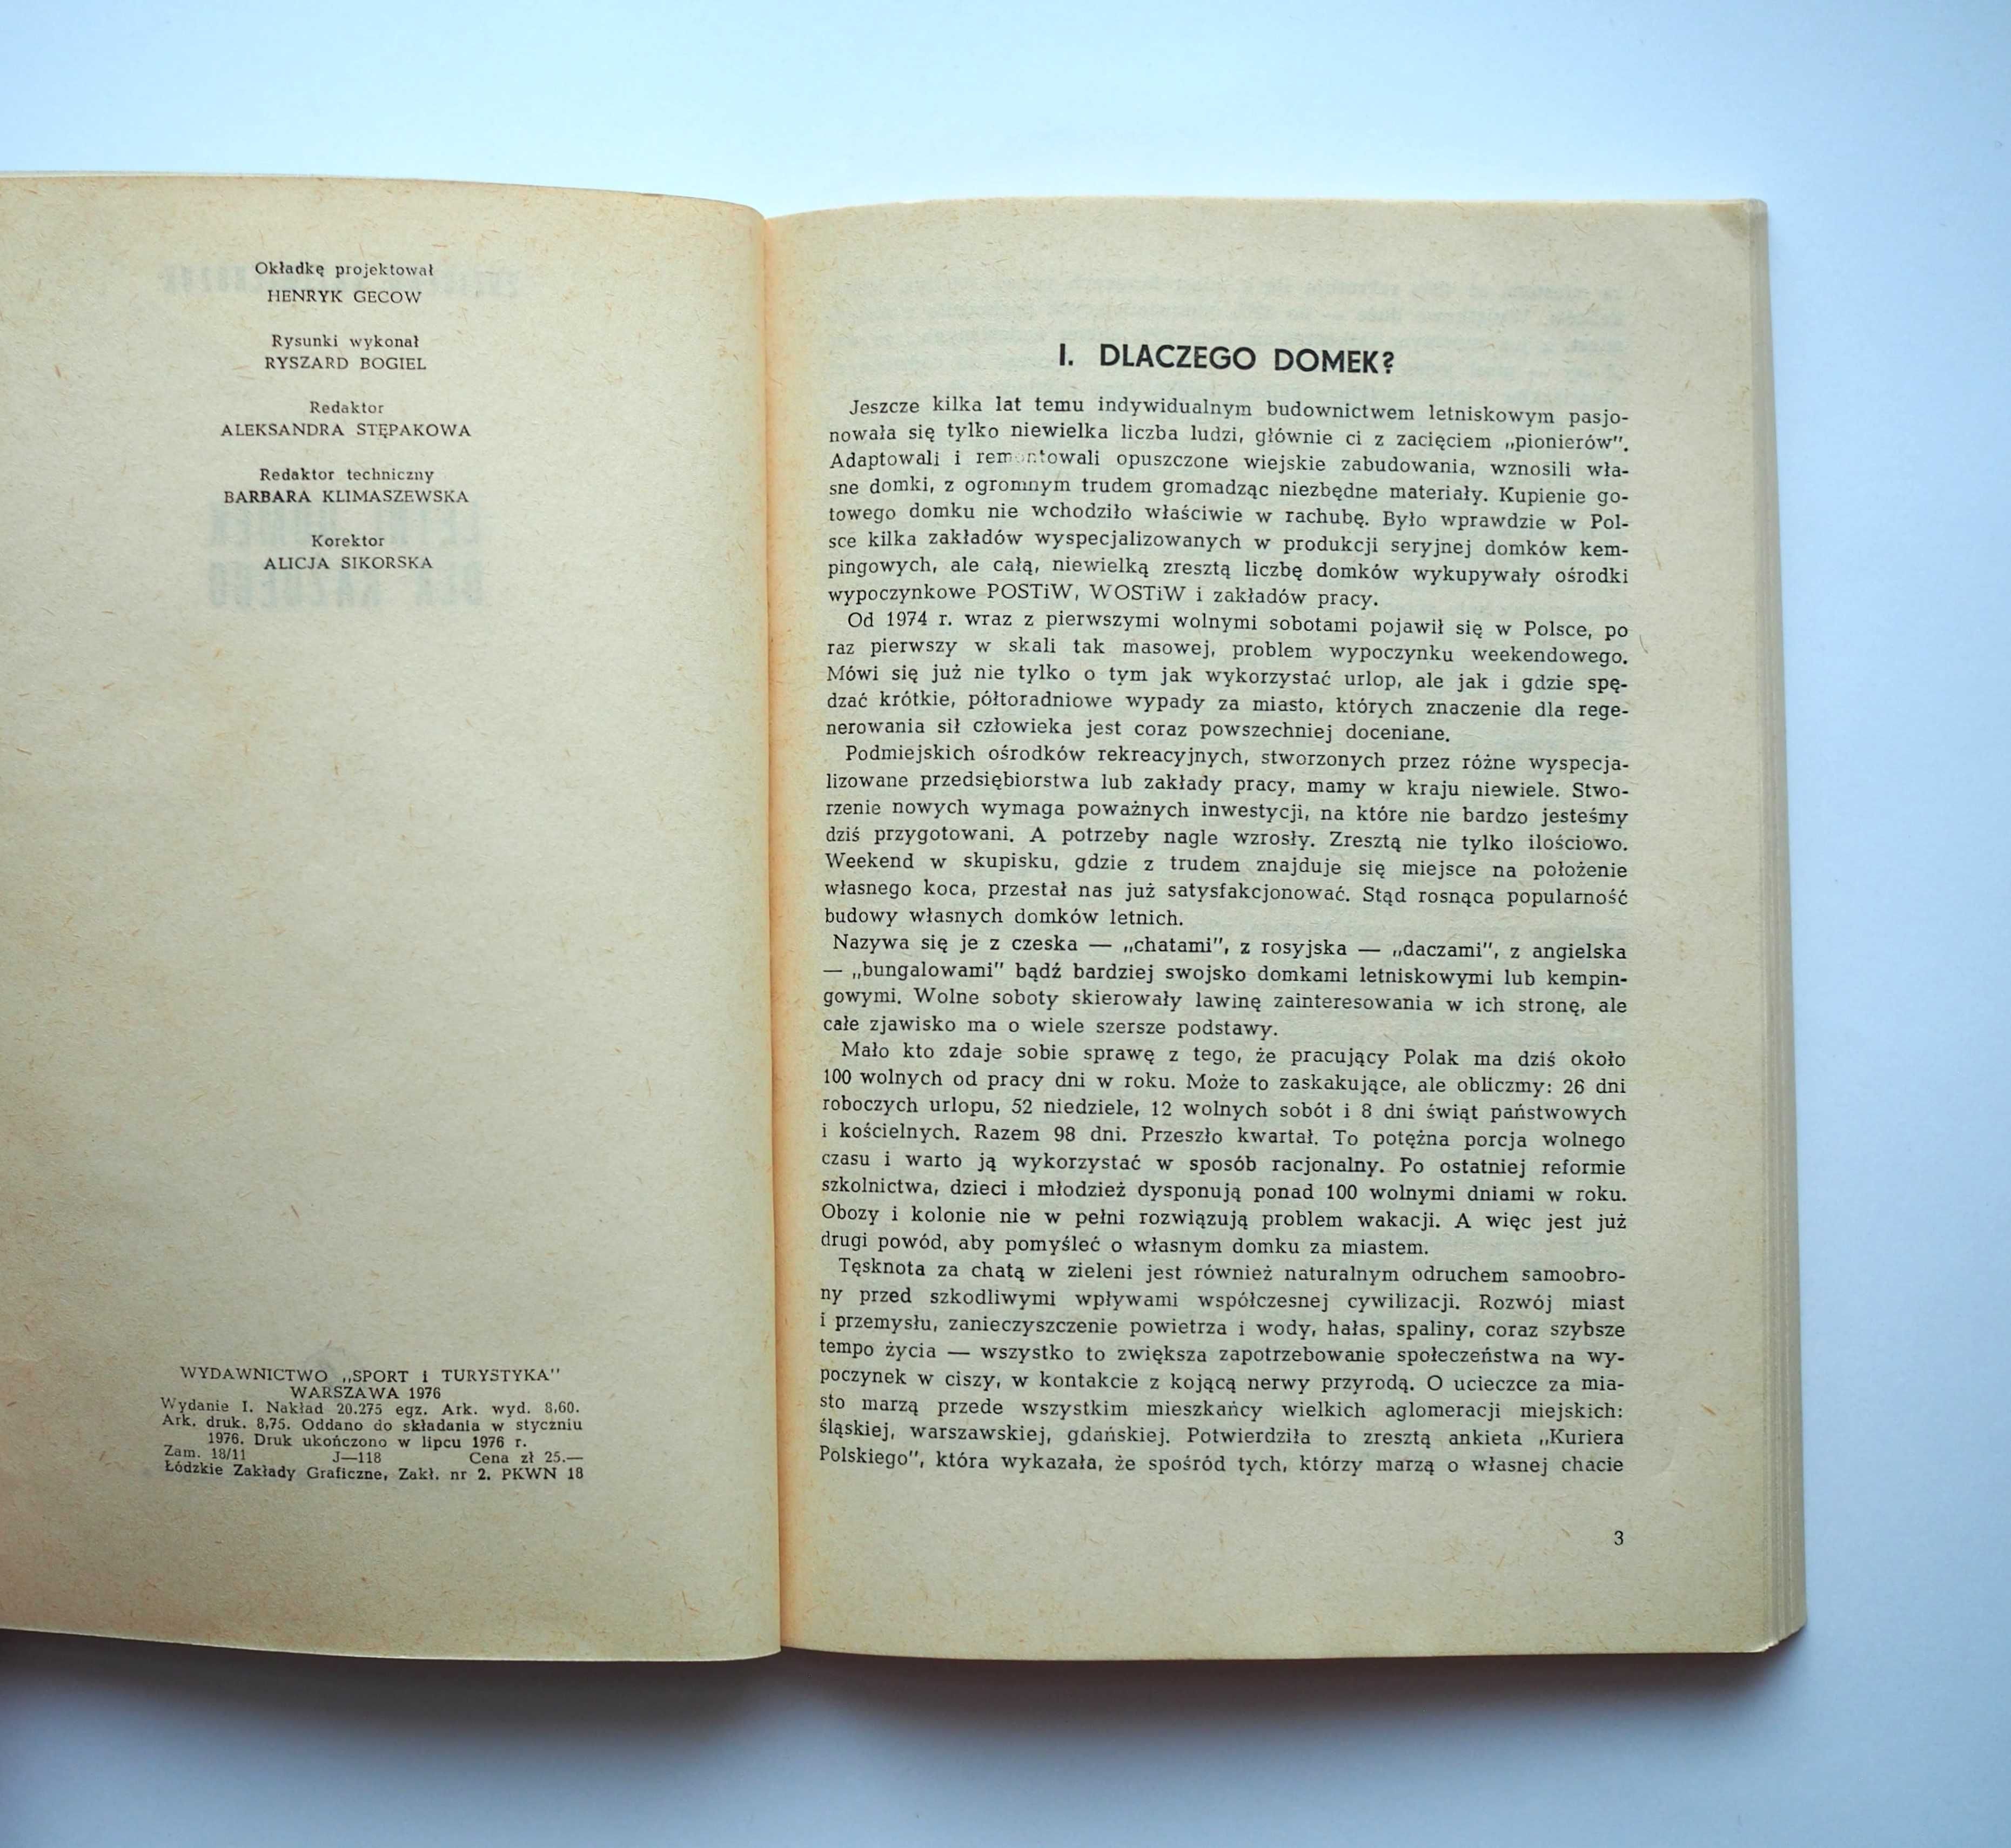 Okładkę projektował
HENRYK GECOW
Rysunki wykonał
RYSZARD BOGIEL
Redaktor
ALEKSANDRA STĘPAKOWA
Redaktor techniczny
BARBARA KLIMASZEWSKA
Korektor
ALICJA SIKORSKA
WYDAWNICTWO „SPORT i TURYSTYKA"
WARSZAWA 1976
Wydanie I. Nakład 20.275 egz. Ark. wyd. 8,60.
Ark. druk. 8,75. Oddano do składania w styczniu
1976. Druk ukończono w lipcu 1976 r.
Zam. 18/11 J—118 Cena zł 25.—
Łódzkie Zakłady Graficzne, Zakł. nr 2. PKWN 18
I. DLACZEGO DOMEK?
Jeszcze kilka lat temu indywidualnym budownictwem letniskowym pasjo-
nowała się tylko niewielka liczba ludzi, głównie ci z zacięciem „pionierów".
Adaptowali i remontowali opuszczone wiejskie zabudowania, wznosili wła-
sne domki, z ogromnym trudem gromadząc niezbędne materiały. Kupienie go-
towego domku nie wchodziło właściwie w rachubę. Było wprawdzie w Pol-
sce kilka zakładów wyspecjalizowanych w produkcji seryjnej domków kem-
pingowych, ale całą, niewielką zresztą liczbę domków wykupywały ośrodki
wypoczynkowe POSTiW, WOSTiW i zakładów pracy.
Od 1974 r. wraz z pierwszymi wolnymi sobotami pojawił się w Polsce, po
raz pierwszy w skali tak masowej, problem wypoczynku weekendowego.
Mówi się już nie tylko o tym jak wykorzystać urlop, ale jak i gdzie spę-
dzać krótkie, półtoradniowe wypady za miasto, których znaczenie dla rege-
nerowania sił człowieka jest coraz powszechniej doceniane.
Podmiejskich ośrodków rekreacyjnych, stworzonych przez różne wyspecja-
lizowane przedsiębiorstwa lub zakłady pracy, mamy w kraju niewiele. Stwo-
rzenie nowych wymaga poważnych inwestycji, na które nie bardzo jesteśmy
dziś przygotowani. A potrzeby nagle wzrosły. Zresztą nie tylko ilościowo.
Weekend w skupisku, gdzie z trudem znajduje się miejsce na położenie
własnego koca, przestał nas już satysfakcjonować. Stąd rosnąca popularność
budowy własnych domków letnich.
Nazywa się je z czeska — „chatami", z rosyjska — „daczami", z angielska
— „bungalowami" bądź bardziej swojsko domkami letniskowymi lub kempin-
gowymi. Wolne soboty skierowały lawinę zainteresowania w ich stronę, ale
całe zjawisko ma o wiele szersze podstawy.
Mało kto zdaje sobie sprawę z tego, że pracujący Polak ma dziś około
100 wolnych od pracy dni w roku. Może to zaskakujące, ale obliczmy: 26 dni
roboczych urlopu, 52 niedziele, 12 wolnych sobót i 8 dni świąt państwowych
i kościelnych. Razem 98 dni. Przeszło kwartał. To potężna porcja wolnego
czasu i warto ją wykorzystać w sposób racjonalny. Po ostatniej reformie
szkolnictwa, dzieci i młodzież dysponują ponad 100 wolnymi dniami w roku.
Obozy i kolonie nie w pełni rozwiązują problem wakacji. A więc jest już
drugi powód, aby pomyśleć o własnym domku za miastem.
Tęsknota za chatą w zieleni jest również naturalnym odruchem samoobro-
ny przed szkodliwymi wpływami współczesnej cywilizacji. Rozwój miast
i przemysłu, zanieczyszczenie powietrza i wody, hałas, spaliny, coraz szybsze
tempo życia — wszystko to zwiększa zapotrzebowanie społeczeństwa na wy-
poczynek w ciszy, w kontakcie z kojącą nerwy przyrodą. O ucieczce za mia-
sto marzą przede wszystkim mieszkańcy wielkich aglomeracji miejskich:
śląskiej, warszawskiej, gdańskiej. Potwierdziła to zresztą ankieta „Kuriera
Polskiego", która wykazała, że spośród tych, którzy marzą o własnej chacie
3